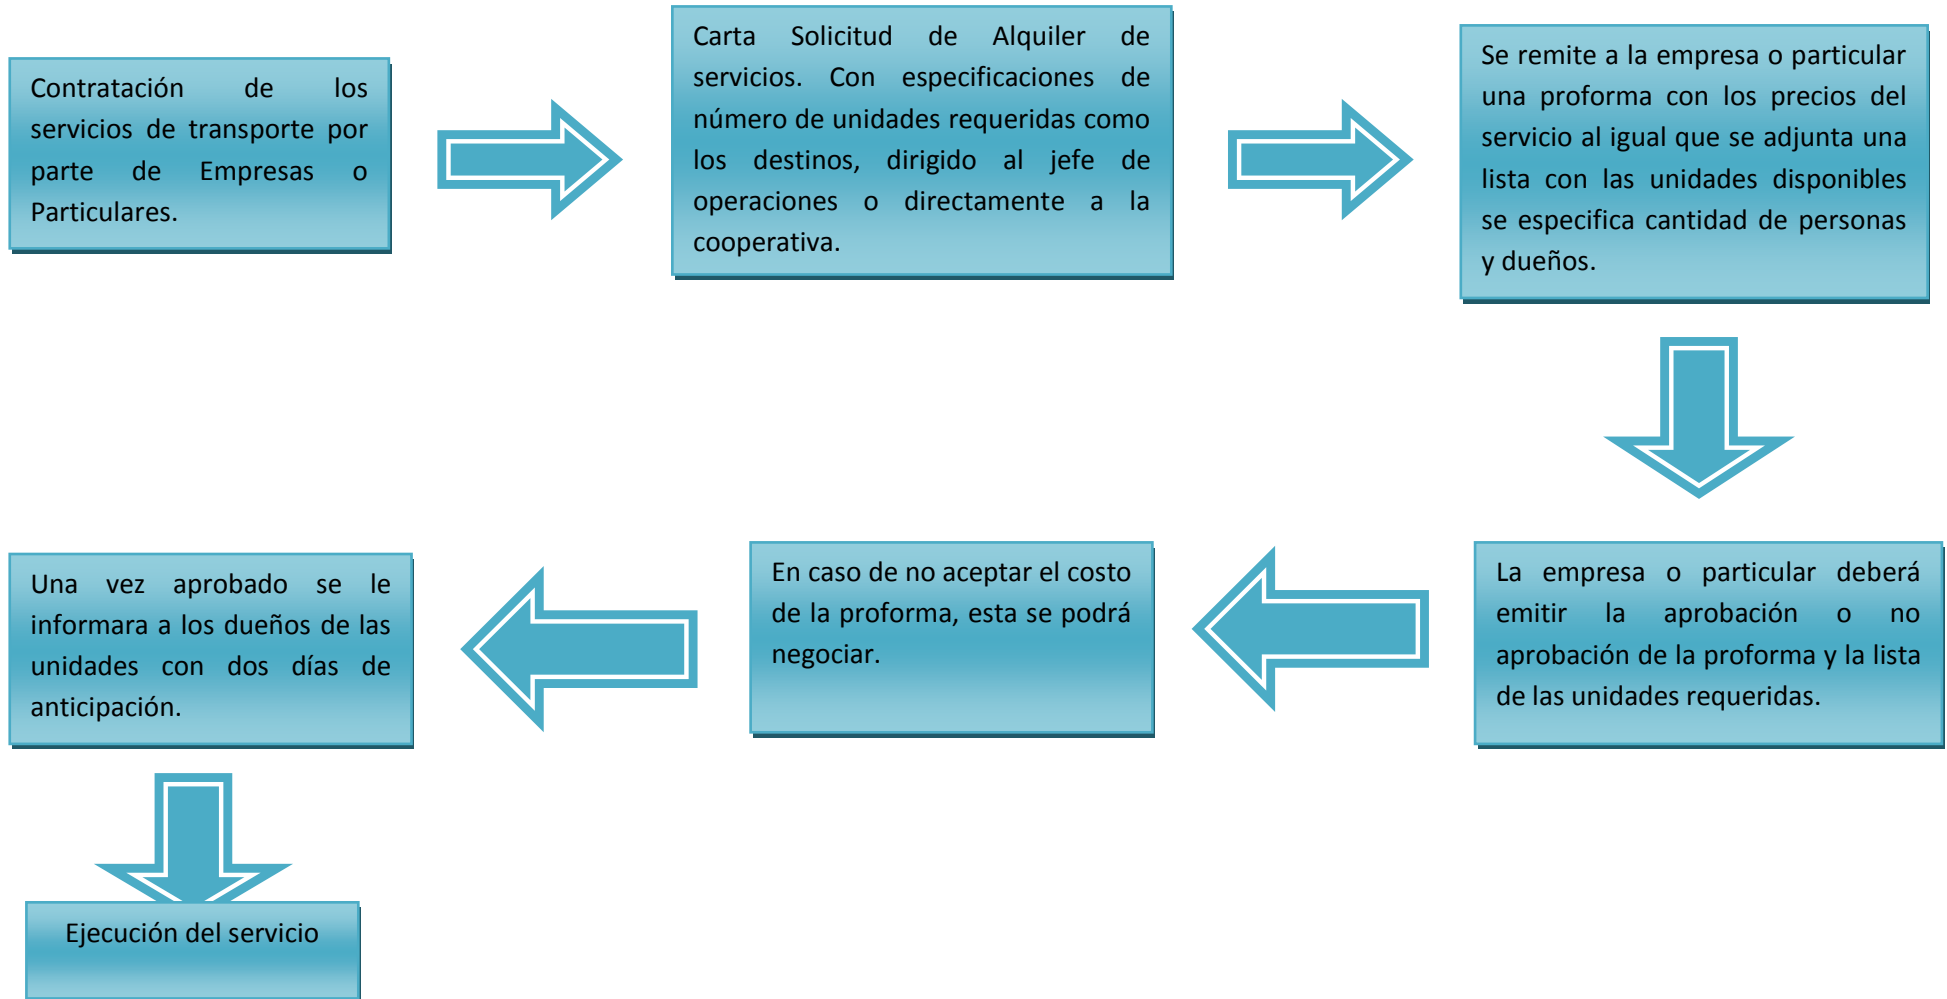 Contratación de los
servicios de transporte por
parte de Empresas o
Particulares.
Carta Solicitud de Alquiler de
servicios. Con especificaciones de
número de unidades requeridas como
los destinos, dirigido al jefe de
operaciones o directamente a la
cooperativa.
Se remite a la empresa o particular
una proforma con los precios del
servicio al igual que se adjunta una
lista con las unidades disponibles
se especifica cantidad de personas
y dueños.
La empresa o particular deberá
emitir la aprobación o no
aprobación de la proforma y la lista
de las unidades requeridas.
En caso de no aceptar el costo
de la proforma, esta se podrá
negociar.
Una vez aprobado se le
informara a los dueños de las
unidades con dos días de
anticipación.
Ejecución del servicio